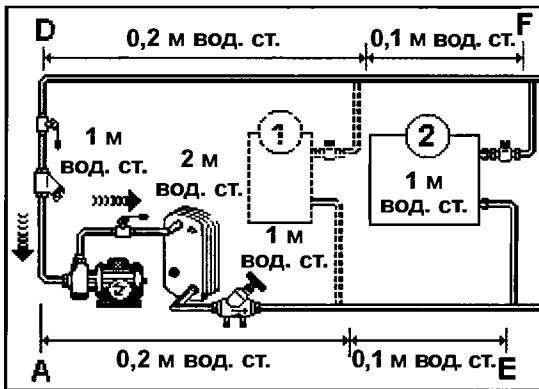 D
F
0,2 м вод. ст.
0,1 м вод. ст.
1 м
вод. ст.
2 м
вод. ст.
1
2
1 м
вод. ст.
1 м
вод. ст.
A
E
0,2 м вод. ст.
0,1 м вод. ст.